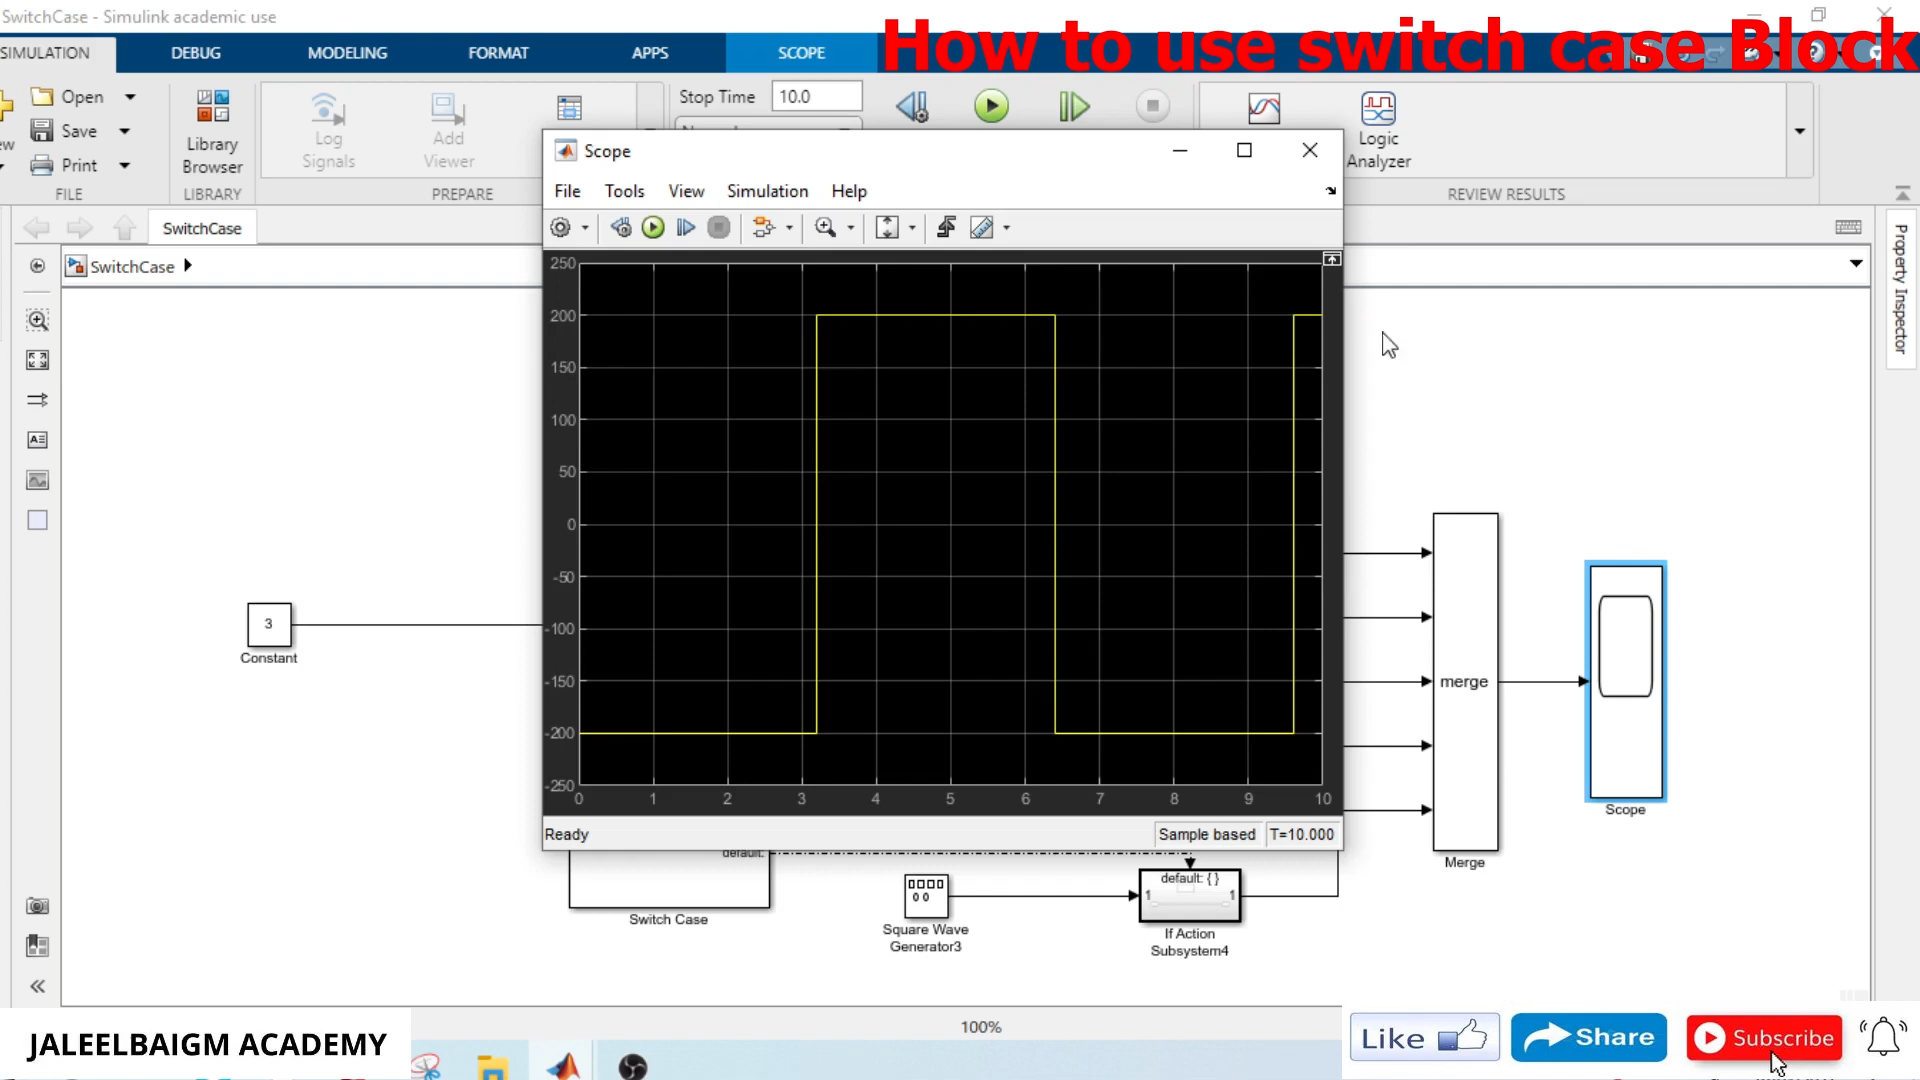 SwitchCase - Simulink academic use
How to use switch case Block
SIMULATION DEBUG MODELING FORMAT APPS SCOPE
Open
Save
Print
FILE
Library
Browser
LIBRARY
Log
Signals
Add
Viewer
PREPARE
Stop Time 10.0
Logic
Analyzer
REVIEW RESULTS
SwitchCase
SwitchCase
Property Inspector
Scope
File Tools View Simulation Help
250
200
150
100
50
0
-50
-100
-150
-200
-250
0 1 2 3 4 5 6 7 8 9 10
Ready Sample based T=10.000
3
Constant
merge
Merge
Scope
default:
Switch Case
Square Wave
Generator3
default: { }
1 1
If Action
Subsystem4
100%
JALEELBAIGM ACADEMY
Like Share Subscribe